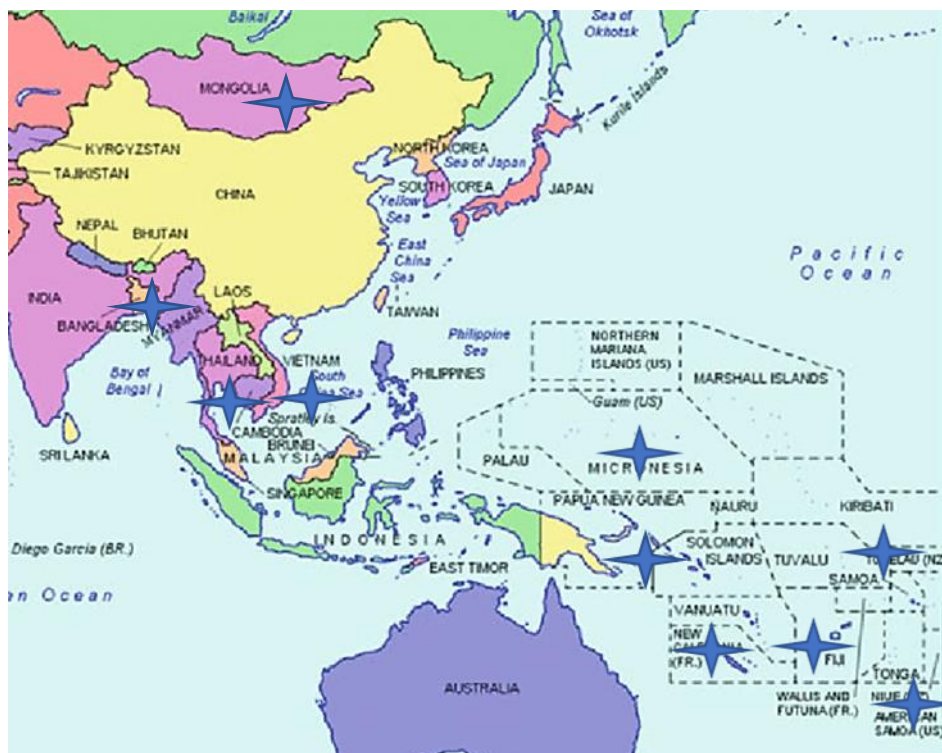 Baikal
Sea of
Okhotsk
MONGOLIA
Kurile Islands
KYRGYZSTAN
NORTH KOREA
Sea of Japan
TAJIKISTAN
CHINA
SOUTH KOREA
JAPAN
Yellow
Sea
NEPAL
BHUTAN
East
China
Sea
Pacific
Ocean
INDIA
LAOS
TAIWAN
BANGLADESH
MYANMAR
Philippine
Sea
NORTHERN
MARIANA
ISLANDS (US)
THAILAND
VIETNAM
Bay of
Bengal
South
Sea
PHILIPPINES
MARSHALL ISLANDS
Guam (US)
Spratley Is.
CAMBODIA
BRUNEI
SRI LANKA
MALAYSIA
PALAU
MICRONESIA
SINGAPORE
PAPUA NEW GUINEA
NAURU
KIRIBATI
Diego Garcia (BR.)
INDONESIA
SOLOMON
ISLANDS
TUVALU
(NZ
EAST TIMOR
SAMOA
n Ocean
VANUATU
NEW
(FR.)
FIJI
AUSTRALIA
TONGA
WALLIS AND
FUTUNA (FR.)
NIUE
AMERICAN
SAMOA (US)